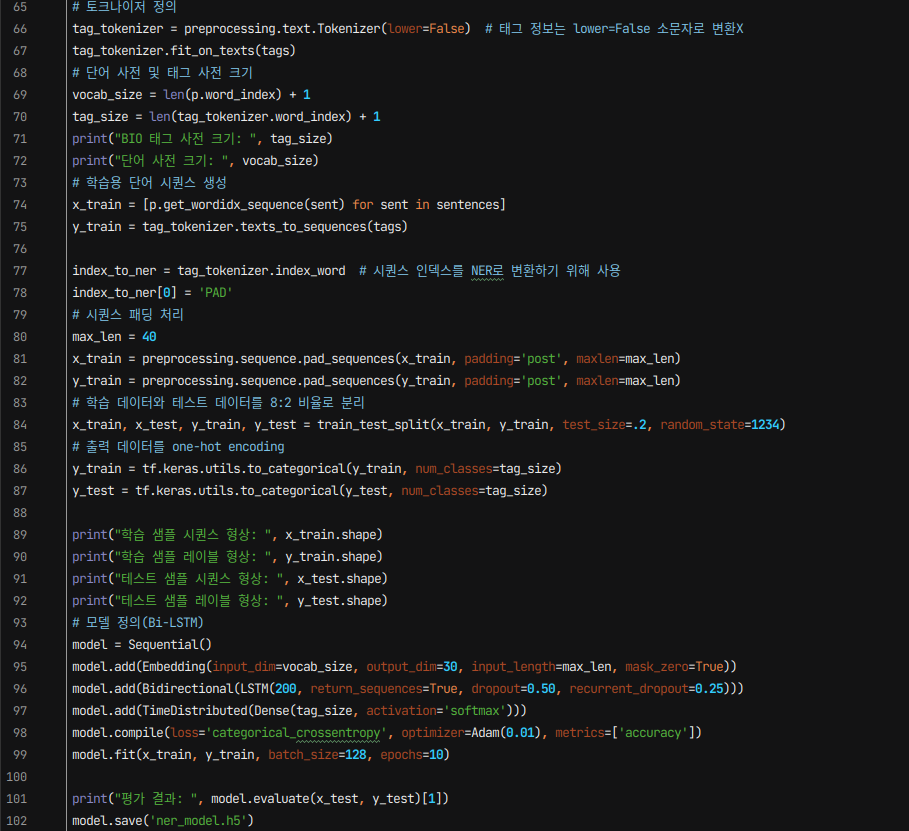 65 # 토크나이저 정의
66 tag_tokenizer = preprocessing.text.Tokenizer(lower=False)  # 태그 정보는 lower=False 소문자로 변환X
67 tag_tokenizer.fit_on_texts(tags)
68 # 단어 사전 및 태그 사전 크기
69 vocab_size = len(p.word_index) + 1
70 tag_size = len(tag_tokenizer.word_index) + 1
71 print("BIO 태그 사전 크기: ", tag_size)
72 print("단어 사전 크기: ", vocab_size)
73 # 학습용 단어 시퀀스 생성
74 x_train = [p.get_wordidx_sequence(sent) for sent in sentences]
75 y_train = tag_tokenizer.texts_to_sequences(tags)
76
77 index_to_ner = tag_tokenizer.index_word  # 시퀀스 인덱스를 NER로 변환하기 위해 사용
78 index_to_ner[0] = 'PAD'
79 # 시퀀스 패딩 처리
80 max_len = 40
81 x_train = preprocessing.sequence.pad_sequences(x_train, padding='post', maxlen=max_len)
82 y_train = preprocessing.sequence.pad_sequences(y_train, padding='post', maxlen=max_len)
83 # 학습 데이터와 테스트 데이터를 8:2 비율로 분리
84 x_train, x_test, y_train, y_test = train_test_split(x_train, y_train, test_size=.2, random_state=1234)
85 # 출력 데이터를 one-hot encoding
86 y_train = tf.keras.utils.to_categorical(y_train, num_classes=tag_size)
87 y_test = tf.keras.utils.to_categorical(y_test, num_classes=tag_size)
88
89 print("학습 샘플 시퀀스 형상: ", x_train.shape)
90 print("학습 샘플 레이블 형상: ", y_train.shape)
91 print("테스트 샘플 시퀀스 형상: ", x_test.shape)
92 print("테스트 샘플 레이블 형상: ", y_test.shape)
93 # 모델 정의(Bi-LSTM)
94 model = Sequential()
95 model.add(Embedding(input_dim=vocab_size, output_dim=30, input_length=max_len, mask_zero=True))
96 model.add(Bidirectional(LSTM(200, return_sequences=True, dropout=0.50, recurrent_dropout=0.25)))
97 model.add(TimeDistributed(Dense(tag_size, activation='softmax')))
98 model.compile(loss='categorical_crossentropy', optimizer=Adam(0.01), metrics=['accuracy'])
99 model.fit(x_train, y_train, batch_size=128, epochs=10)
100
101 print("평가 결과: ", model.evaluate(x_test, y_test)[1])
102 model.save('ner_model.h5')